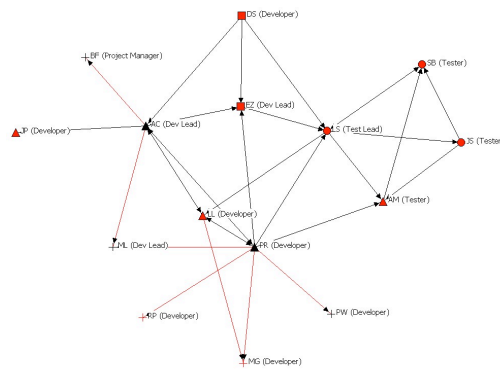 DS (Developer)
BF (Project Manager)
SB (Tester)
EZ (Dev Lead)
AC (Dev Lead)
LS (Test Lead)
JP (Developer)
JS (Tester
AM (Tester)
LL (Developer)
ML (Dev Lead)
PR (Developer)
RP (Developer)
PW (Developer)
MG (Developer)